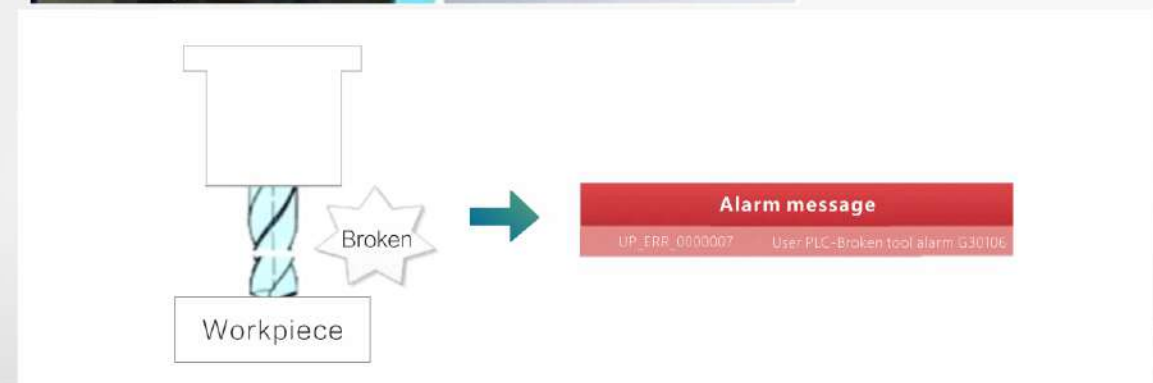 Broken
Workpiece
Alarm message
UP_ERR_0000007 User PLC-Broken tool alarm G30106